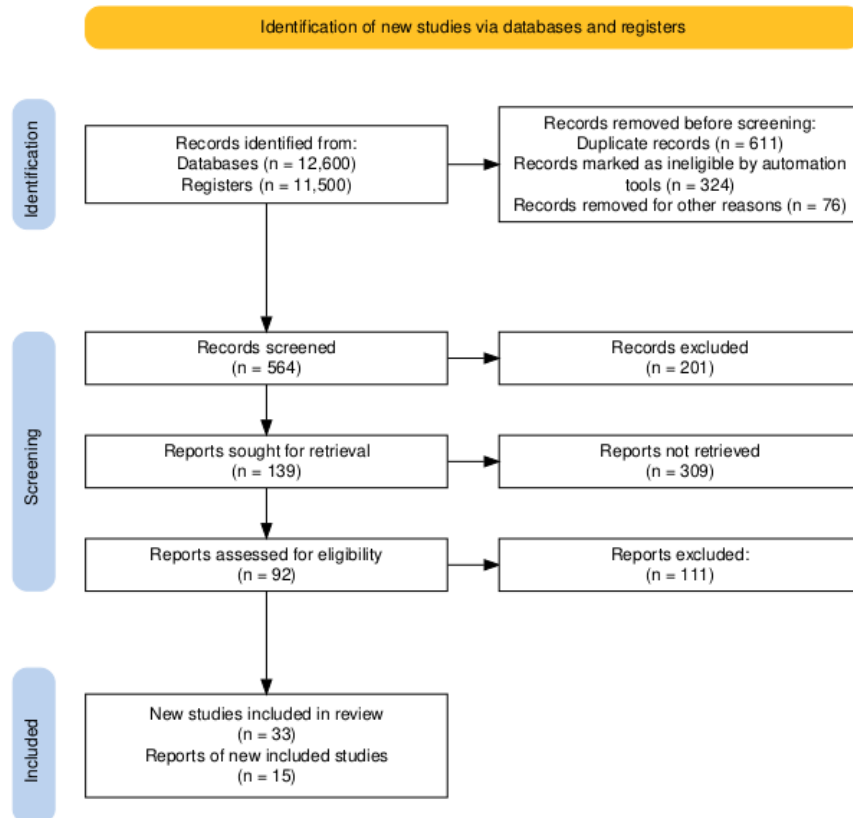 Identification of new studies via databases and registers
Identification
Records identified from:
Databases (n = 12,600)
Registers (n = 11,500)
Records removed before screening:
Duplicate records (n = 611)
Records marked as ineligible by automation
tools (n = 324)
Records removed for other reasons (n = 76)
Screening
Records screened
(n = 564)
Records excluded
(n = 201)
Reports sought for retrieval
(n = 139)
Reports not retrieved
(n = 309)
Reports assessed for eligibility
(n = 92)
Reports excluded:
(n = 111)
Included
New studies included in review
(n = 33)
Reports of new included studies
(n = 15)